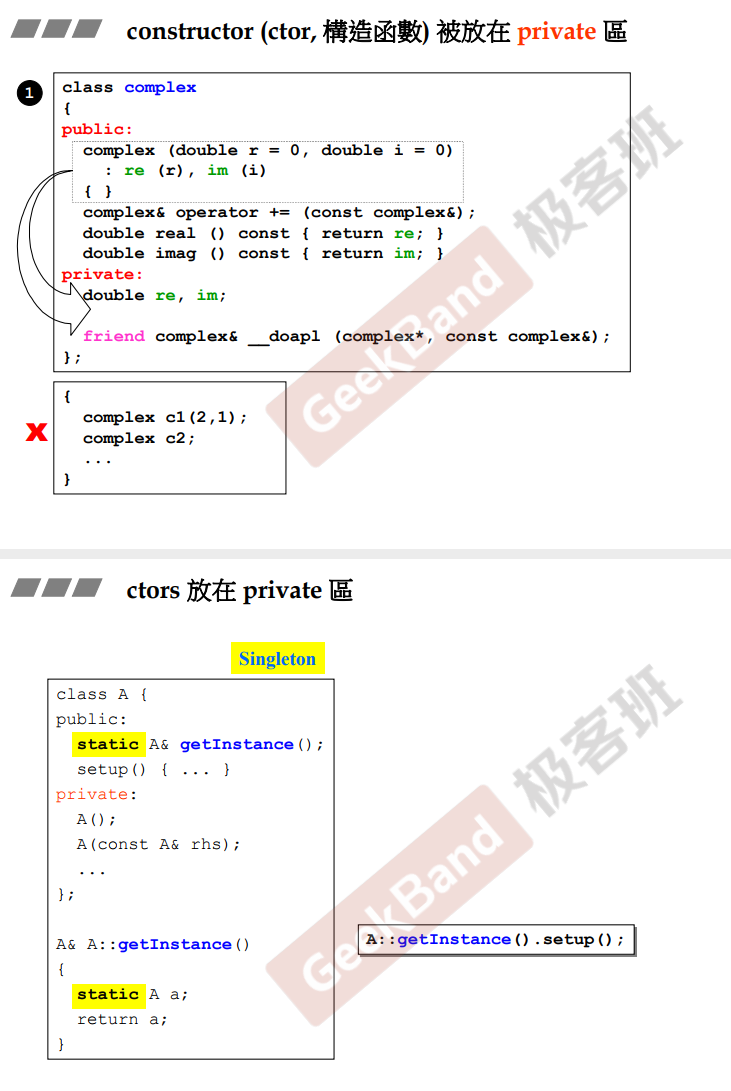 constructor (ctor, 構造函數) 被放在 private 區
1
class complex
{
public:
complex (double r = 0, double i = 0)
: re (r), im (i)
{ }
complex& operator += (const complex&);
double real () const { return re; }
double imag () const { return im; }
private:
double re, im;
friend complex& __doapl (complex*, const complex&);
};
x
{
complex c1(2,1);
complex c2;
...
}
GeekBand 极客班
ctors 放在 private 區
Singleton
class A {
public:
static A& getInstance();
setup() { ... }
private:
A();
A(const A& rhs);
...
};
A& A::getInstance()
{
static A a;
return a;
}
A::getInstance().setup();
GeekBand 极客班